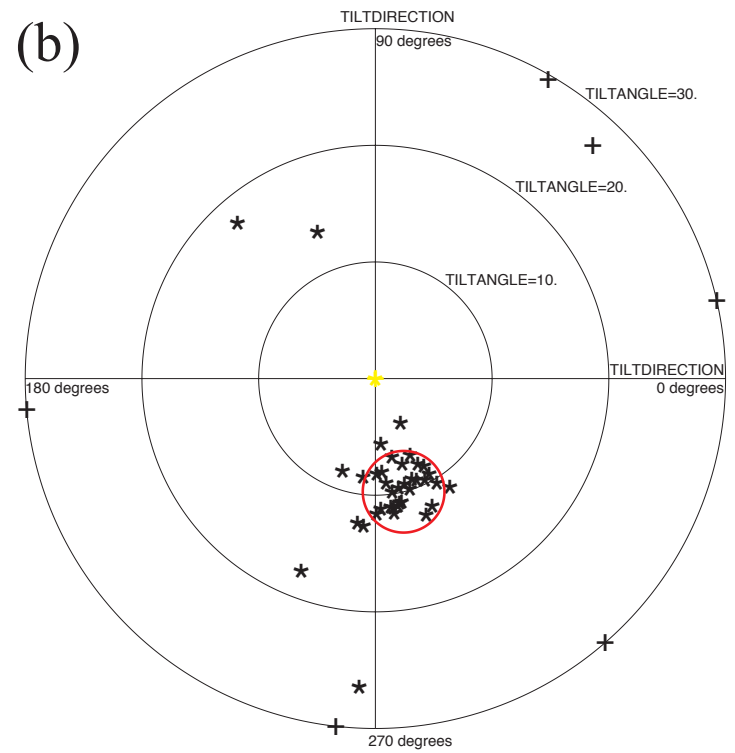 (b)
TILTDIRECTION
90 degrees
TILTANGLE=30.
TILTANGLE=20.
TILTANGLE=10.
TILTDIRECTION
180 degrees
0 degrees
270 degrees